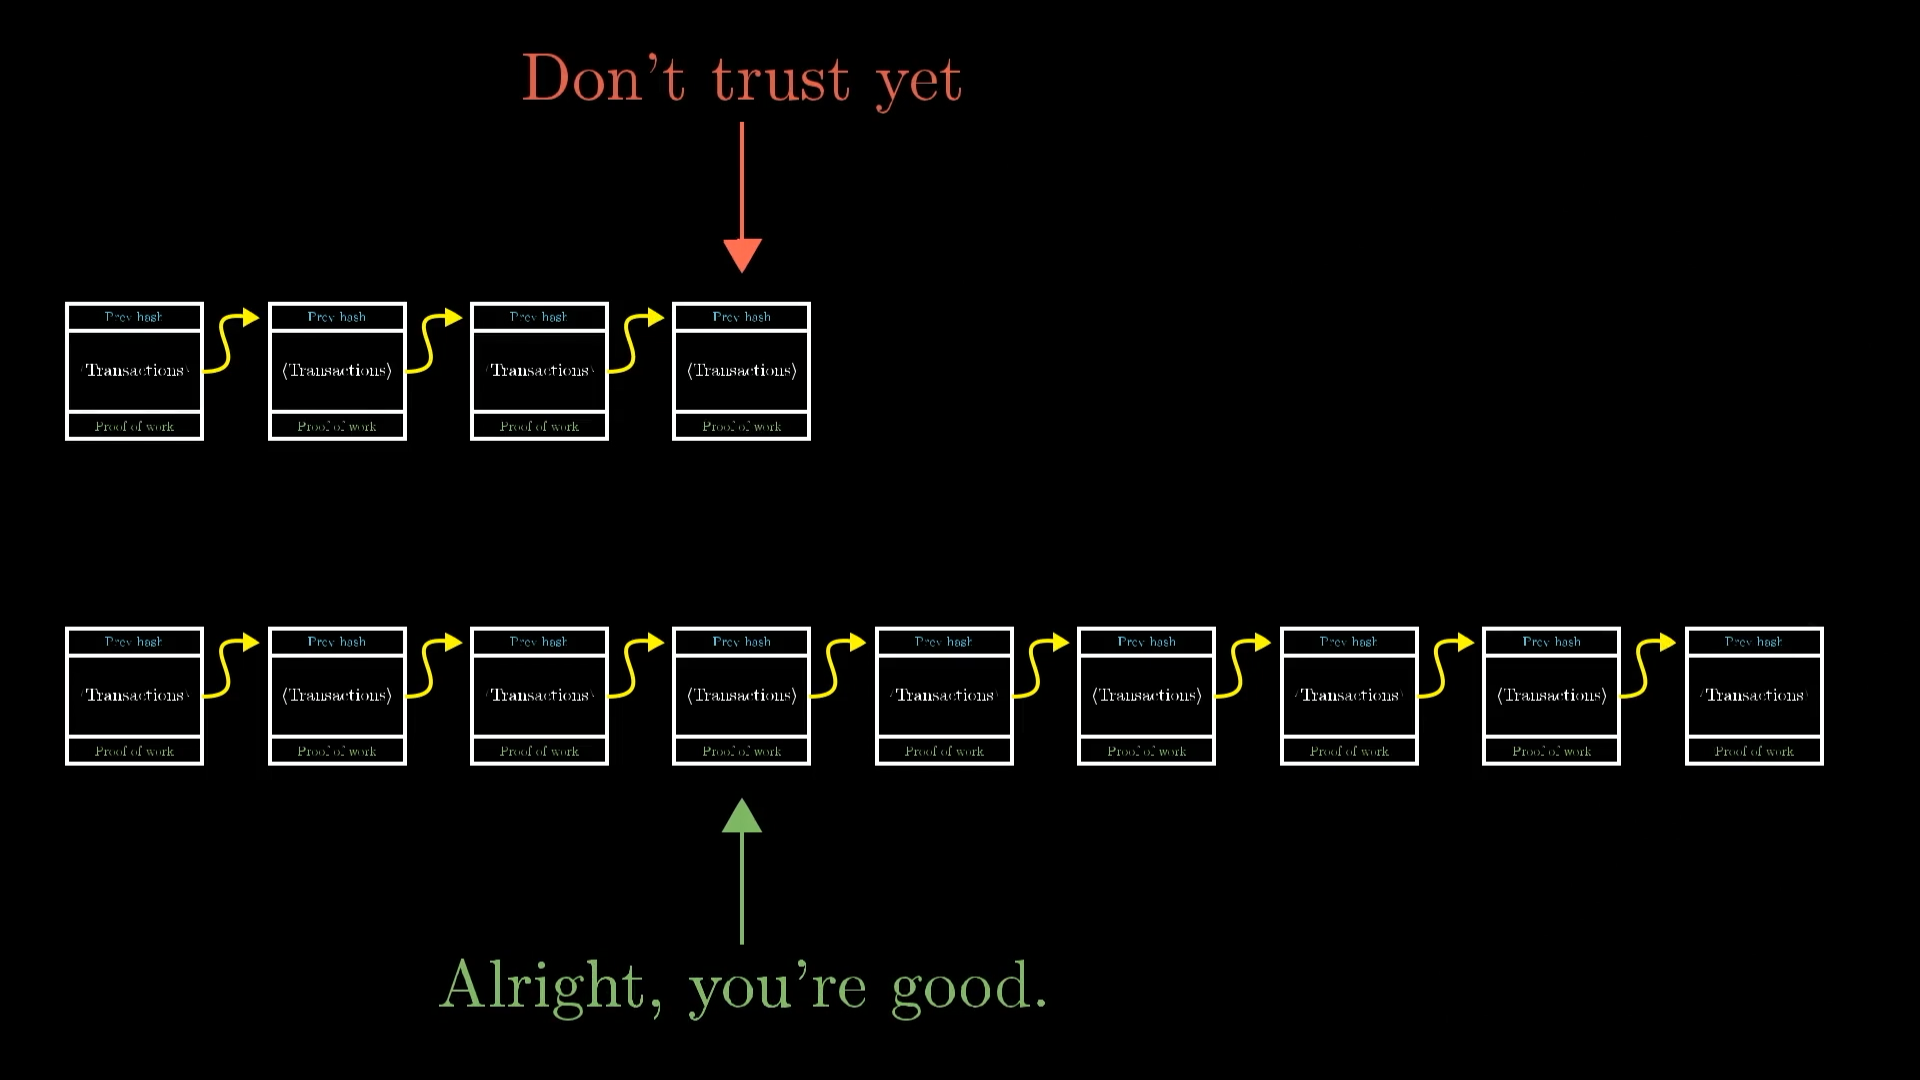 Don't trust yet
Prev hash Prev hash Prev hash Prev hash
⟨Transactions⟩ ⟨Transactions⟩ ⟨Transactions⟩ ⟨Transactions⟩
Proof of work Proof of work Proof of work Proof of work
Prev hash Prev hash Prev hash Prev hash Prev hash Prev hash Prev hash Prev hash Prev hash
⟨Transactions⟩ ⟨Transactions⟩ ⟨Transactions⟩ ⟨Transactions⟩ ⟨Transactions⟩ ⟨Transactions⟩ ⟨Transactions⟩ ⟨Transactions⟩ ⟨Transactions⟩
Proof of work Proof of work Proof of work Proof of work Proof of work Proof of work Proof of work Proof of work Proof of work
Alright, you're good.